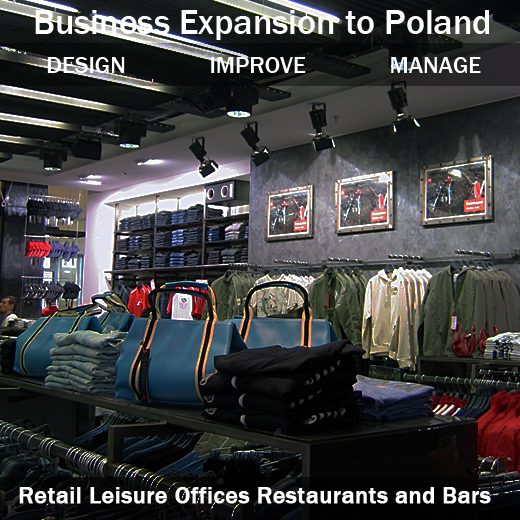 Business Expansion to Poland
DESIGN IMPROVE MANAGE
Retail Leisure Offices Restaurants and Bars